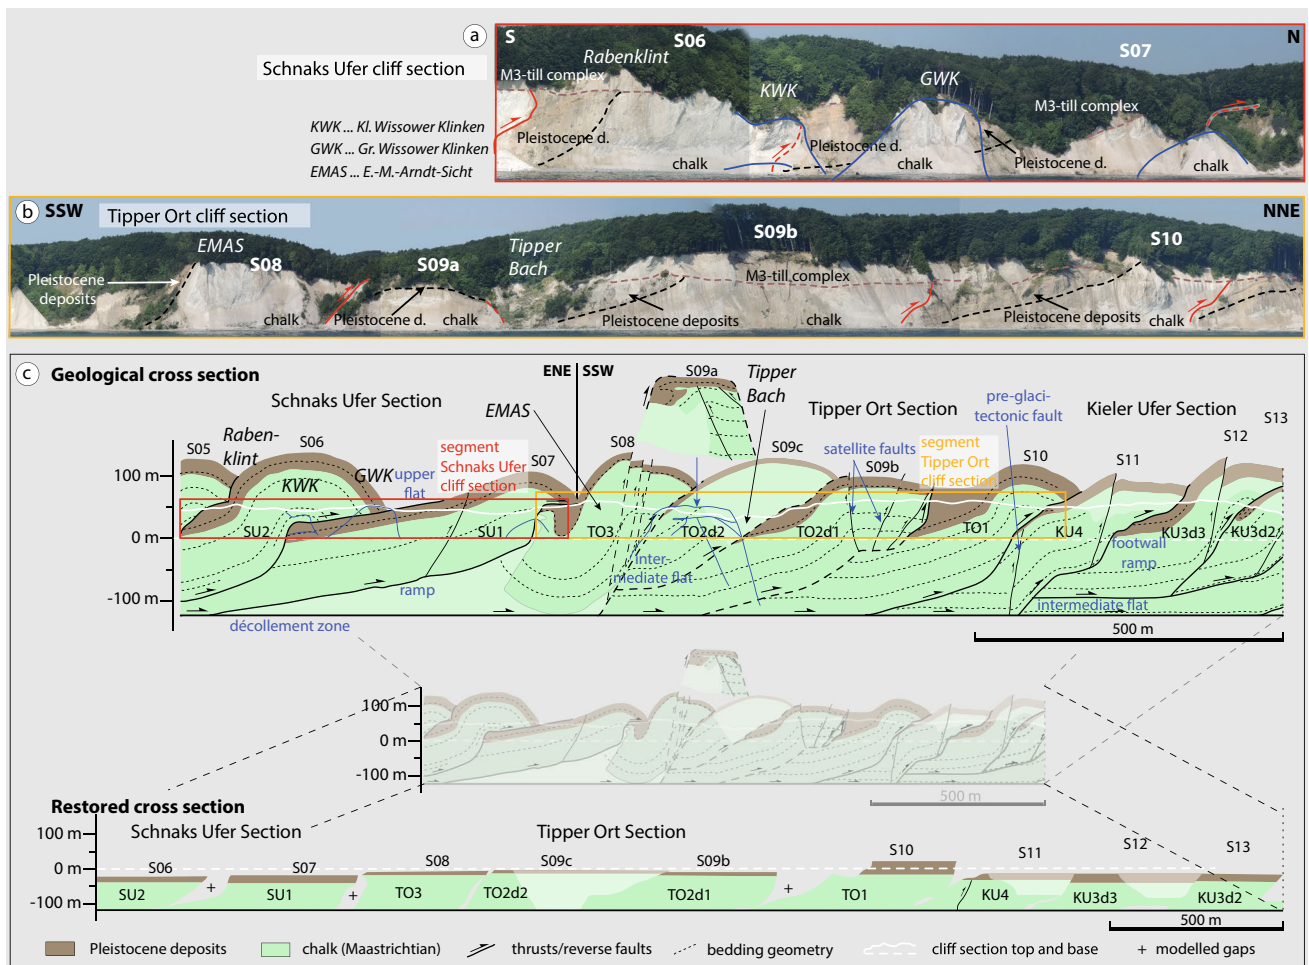 a
S
S06
S07
N
Rabenklint
Schnaks Ufer cliff section
M3-till complex
KWK
GWK
M3-till complex
KWK ... Kl. Wissower Klinken
GWK ... Gr. Wissower Klinken
EMAS ... E.-M.-Arndt-Sicht
Pleistocene d.
Pleistocene d.
Pleistocene d.
chalk
chalk
chalk
b
SSW
Tipper Ort cliff section
NNE
EMAS
S08
S09a
Tipper
Bach
S09b
S10
Pleistocene
deposits
M3-till complex
chalk
Pleistocene d.
chalk
Pleistocene deposits
chalk
Pleistocene deposits
chalk
c
Geological cross section
ENE
SSW
S09a
Tipper
Bach
pre-glaci-
tectonic fault
Schnaks Ufer Section
EMAS
Tipper Ort Section
Kieler Ufer Section
S13
S05
Raben-
klint
S06
segment
Schnaks Ufer
cliff section
S07
S08
S09c
satellite faults
S09b
segment
Tipper Ort
cliff section
S10
S11
S12
100 m
0 m
-100 m
KWK
GWK
upper
flat
SU2
SU1
TO3
TO2d2
TO2d1
TO1
KU4
KU3d3
KU3d2
inter-
mediate flat
footwall
ramp
ramp
intermediate flat
décollement zone
500 m
100 m
0 m
-100 m
500 m
Restored cross section
Schnaks Ufer Section
Tipper Ort Section
100 m
0 m
-100 m
S06
S07
S08
S09c
S09b
S10
S11
S12
S13
SU2
+
SU1
+
TO3
TO2d2
TO2d1
+
TO1
KU4
KU3d3
KU3d2
500 m
Pleistocene deposits
chalk (Maastrichtian)
thrusts/reverse faults
bedding geometry
cliff section top and base
+ modelled gaps